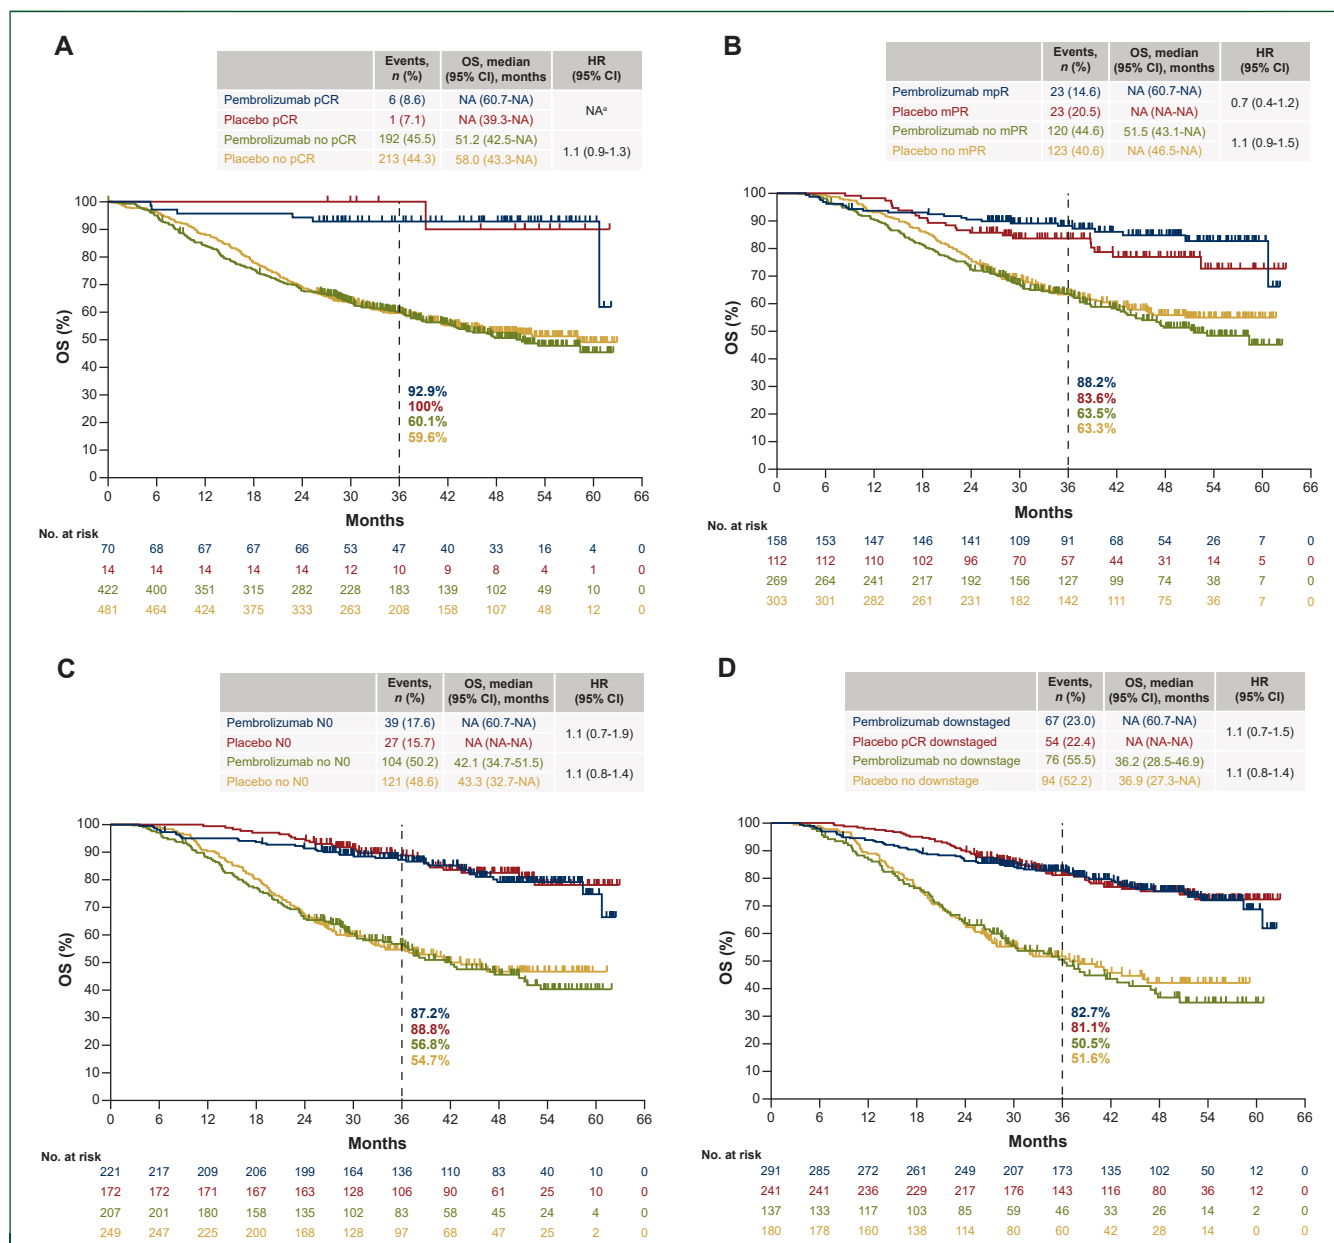 A
Events, n (%) OS, median (95% CI), months HR (95% CI)
Pembrolizumab pCR 6 (8.6) NA (60.7-NA) NAa
Placebo pCR 1 (7.1) NA (39.3-NA)
Pembrolizumab no pCR 192 (45.5) 51.2 (42.5-NA) 1.1 (0.9-1.3)
Placebo no pCR 213 (44.3) 58.0 (43.3-NA)
OS (%)
100
90
80
70
60
50
40
30
20
10
0
92.9%
100%
60.1%
59.6%
0 6 12 18 24 30 36 42 48 54 60 66
Months
No. at risk
70 68 67 67 66 53 47 40 33 16 4 0
14 14 14 14 14 12 10 9 8 4 1 0
422 400 351 315 282 228 183 139 102 49 10 0
481 464 424 375 333 263 208 158 107 48 12 0
B
Events, n (%) OS, median (95% CI), months HR (95% CI)
Pembrolizumab mpR 23 (14.6) NA (60.7-NA) 0.7 (0.4-1.2)
Placebo mPR 23 (20.5) NA (NA-NA)
Pembrolizumab no mPR 120 (44.6) 51.5 (43.1-NA) 1.1 (0.9-1.5)
Placebo no mPR 123 (40.6) NA (46.5-NA)
OS (%)
100
90
80
70
60
50
40
30
20
10
0
88.2%
83.6%
63.5%
63.3%
0 6 12 18 24 30 36 42 48 54 60 66
Months
No. at risk
158 153 147 146 141 109 91 68 54 26 7 0
112 112 110 102 96 70 57 44 31 14 5 0
269 264 241 217 192 156 127 99 74 38 7 0
303 301 282 261 231 182 142 111 75 36 7 0
C
Events, n (%) OS, median (95% CI), months HR (95% CI)
Pembrolizumab N0 39 (17.6) NA (60.7-NA) 1.1 (0.7-1.9)
Placebo N0 27 (15.7) NA (NA-NA)
Pembrolizumab no N0 104 (50.2) 42.1 (34.7-51.5) 1.1 (0.8-1.4)
Placebo no N0 121 (48.6) 43.3 (32.7-NA)
OS (%)
100
90
80
70
60
50
40
30
20
10
0
87.2%
88.8%
56.8%
54.7%
0 6 12 18 24 30 36 42 48 54 60 66
Months
No. at risk
221 217 209 206 199 164 136 110 83 40 10 0
172 172 171 167 163 128 106 90 61 25 10 0
207 201 180 158 135 102 83 58 45 24 4 0
249 247 225 200 168 128 97 68 47 25 2 0
D
Events, n (%) OS, median (95% CI), months HR (95% CI)
Pembrolizumab downstaged 67 (23.0) NA (60.7-NA) 1.1 (0.7-1.5)
Placebo pCR downstaged 54 (22.4) NA (NA-NA)
Pembrolizumab no downstage 76 (55.5) 36.2 (28.5-46.9) 1.1 (0.8-1.4)
Placebo no downstage 94 (52.2) 36.9 (27.3-NA)
OS (%)
100
90
80
70
60
50
40
30
20
10
0
82.7%
81.1%
50.5%
51.6%
0 6 12 18 24 30 36 42 48 54 60 66
Months
No. at risk
291 285 272 261 249 207 173 135 102 50 12 0
241 241 236 229 217 176 143 116 80 36 12 0
137 133 117 103 85 59 46 33 26 14 2 0
180 178 160 138 114 80 60 42 28 14 0 0